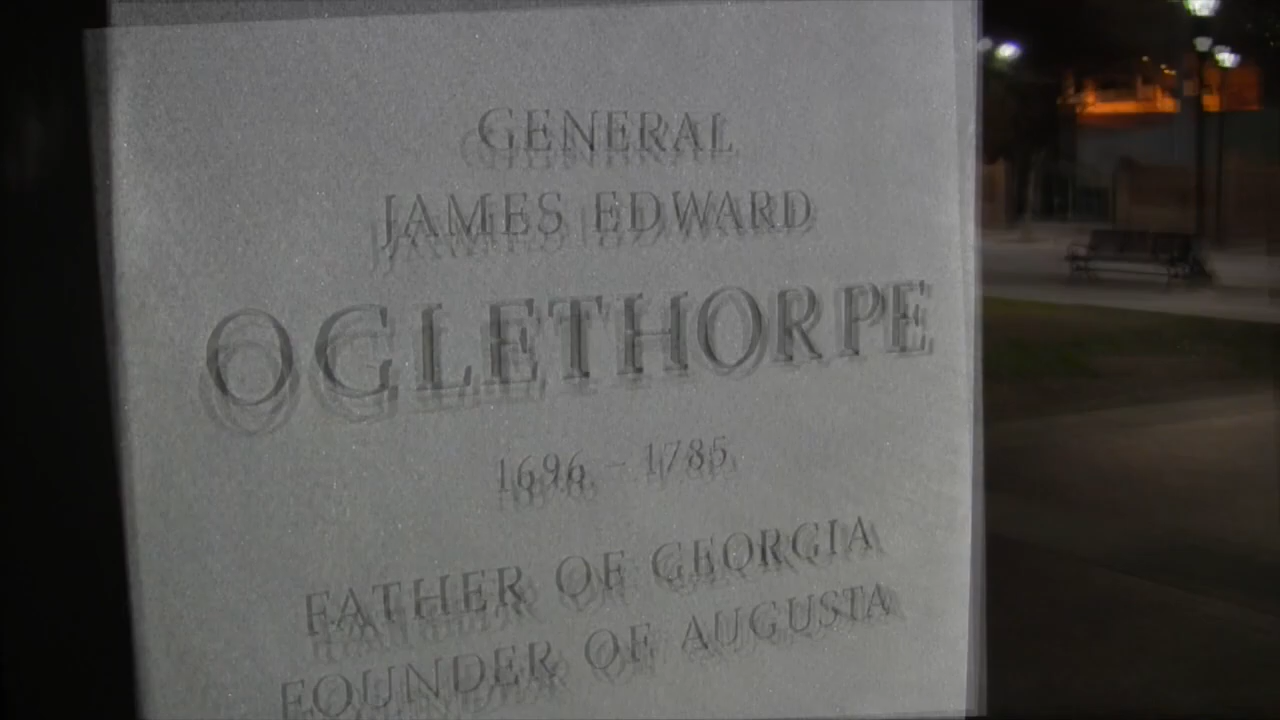 GENERAL
JAMES EDWARD
OGLETHORPE
1696 - 1785
FATHER OF GEORGIA
FOUNDER OF AUGUSTA